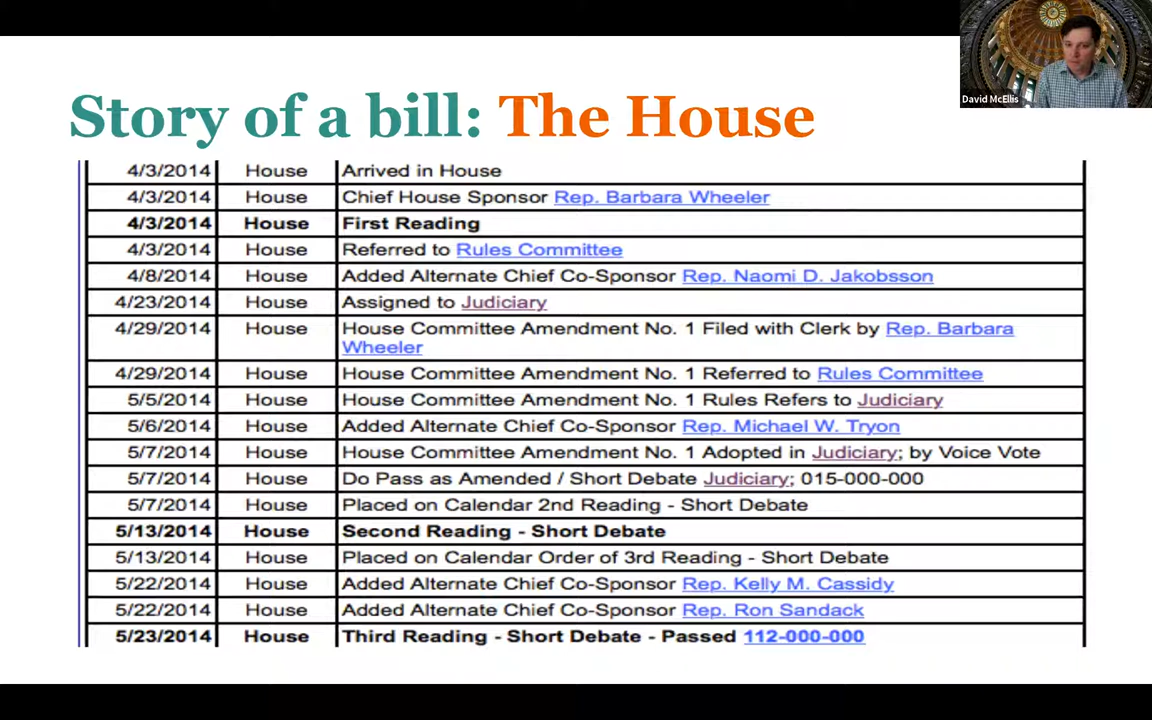 David McEllis
Story of a bill: The House
4/3/2014 House Arrived in House
4/3/2014 House Chief House Sponsor Rep. Barbara Wheeler
4/3/2014 House First Reading
4/3/2014 House Referred to Rules Committee
4/8/2014 House Added Alternate Chief Co-Sponsor Rep. Naomi D. Jakobsson
4/23/2014 House Assigned to Judiciary
4/29/2014 House House Committee Amendment No. 1 Filed with Clerk by Rep. Barbara
Wheeler
4/29/2014 House House Committee Amendment No. 1 Referred to Rules Committee
5/5/2014 House House Committee Amendment No. 1 Rules Refers to Judiciary
5/6/2014 House Added Alternate Chief Co-Sponsor Rep. Michael W. Tryon
5/7/2014 House House Committee Amendment No. 1 Adopted in Judiciary; by Voice Vote
5/7/2014 House Do Pass as Amended / Short Debate Judiciary; 015-000-000
5/7/2014 House Placed on Calendar 2nd Reading - Short Debate
5/13/2014 House Second Reading - Short Debate
5/13/2014 House Placed on Calendar Order of 3rd Reading - Short Debate
5/22/2014 House Added Alternate Chief Co-Sponsor Rep. Kelly M. Cassidy
5/22/2014 House Added Alternate Chief Co-Sponsor Rep. Ron Sandack
5/23/2014 House Third Reading - Short Debate - Passed 112-000-000